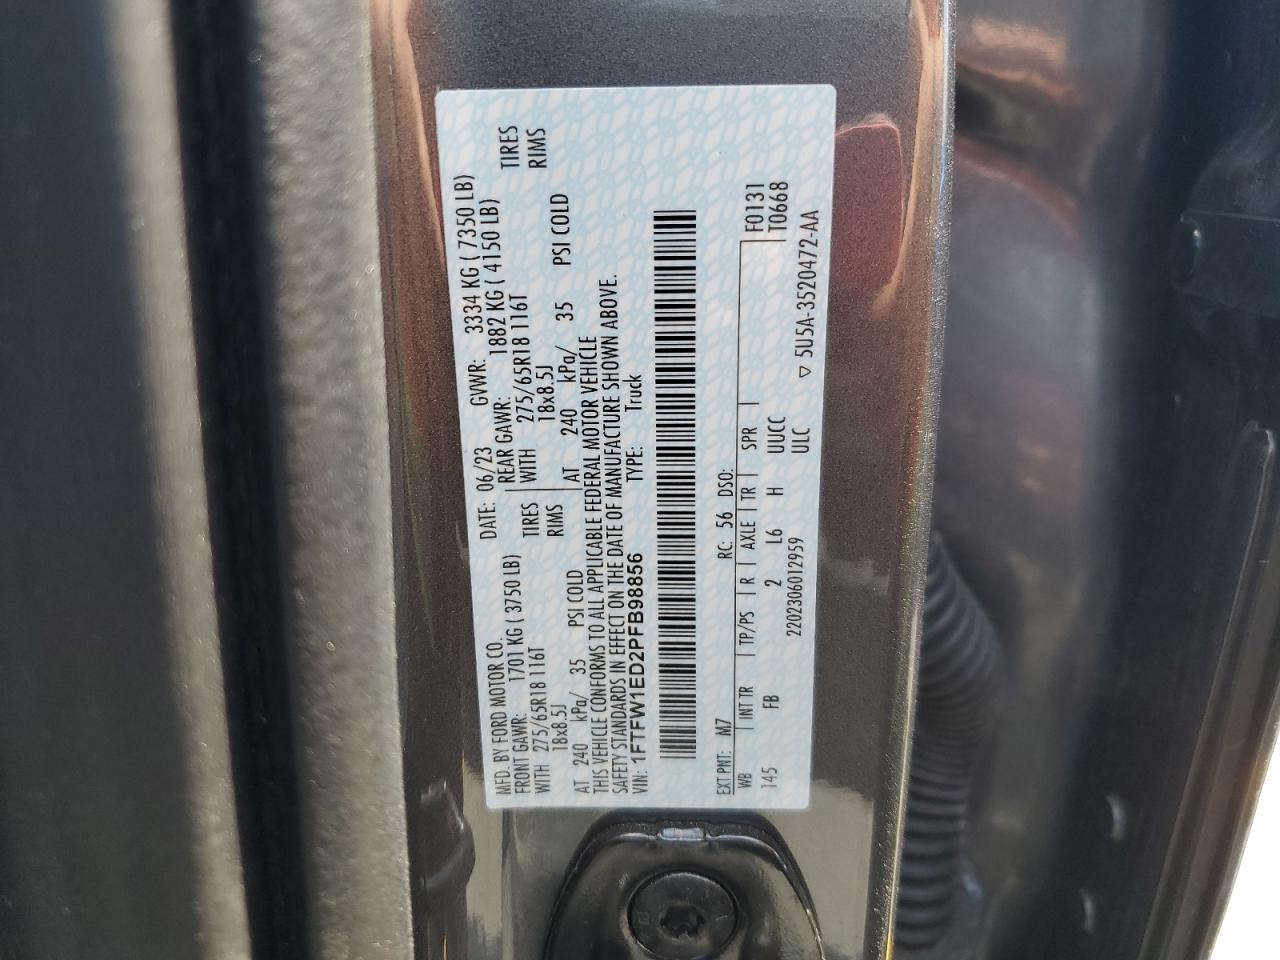 MFD. BY FORD MOTOR CO. DATE: 06/23 GVWR: 3334 KG ( 7350 LB)
FRONT GAWR: 1701 KG ( 3750 LB) REAR GAWR: 1882 KG ( 4150 LB)
WITH 275/65R18 116T TIRES WITH 275/65R18 116T TIRES
18x8.5J RIMS 18x8.5J RIMS
AT 240 kPa/ 35 PSI COLD AT 240 kPa/ 35 PSI COLD
THIS VEHICLE CONFORMS TO ALL APPLICABLE FEDERAL MOTOR VEHICLE
SAFETY STANDARDS IN EFFECT ON THE DATE OF MANUFACTURE SHOWN ABOVE.
VIN: 1FTFW1ED2PFB98856 TYPE: Truck
EXT PNT: M7 RC: 56 DSO:
WB INT TR TP/PS R AXLE TR SPR F0131
145 FB 2 L6 H UUCC T0668
ULC
2202306012959 ▽ 5U5A-3520472-AA